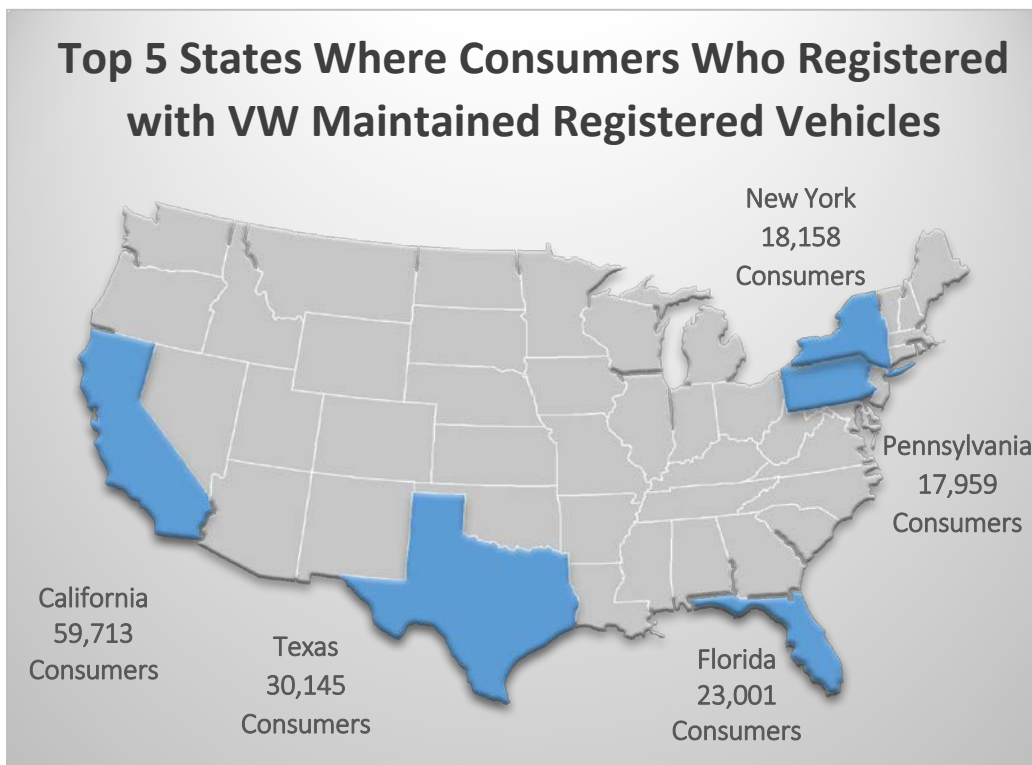 Top 5 States Where Consumers Who Registered
with VW Maintained Registered Vehicles
New York
18,158
Consumers
Pennsylvania
17,959
Consumers
California
59,713
Consumers
Texas
30,145
Consumers
Florida
23,001
Consumers